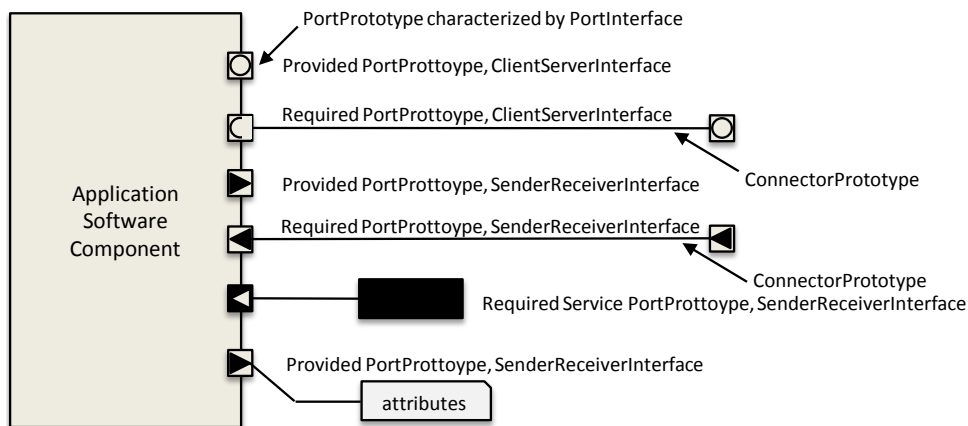 PortPrototype characterized by PortInterface
Provided PortProttoype, ClientServerInterface
Required PortProttoype, ClientServerInterface
ConnectorPrototype
Provided PortProttoype, SenderReceiverInterface
Application
Software
Component
Required PortProttoype, SenderReceiverInterface
ConnectorPrototype
Required Service PortProttoype, SenderReceiverInterface
Provided PortProttoype, SenderReceiverInterface
attributes